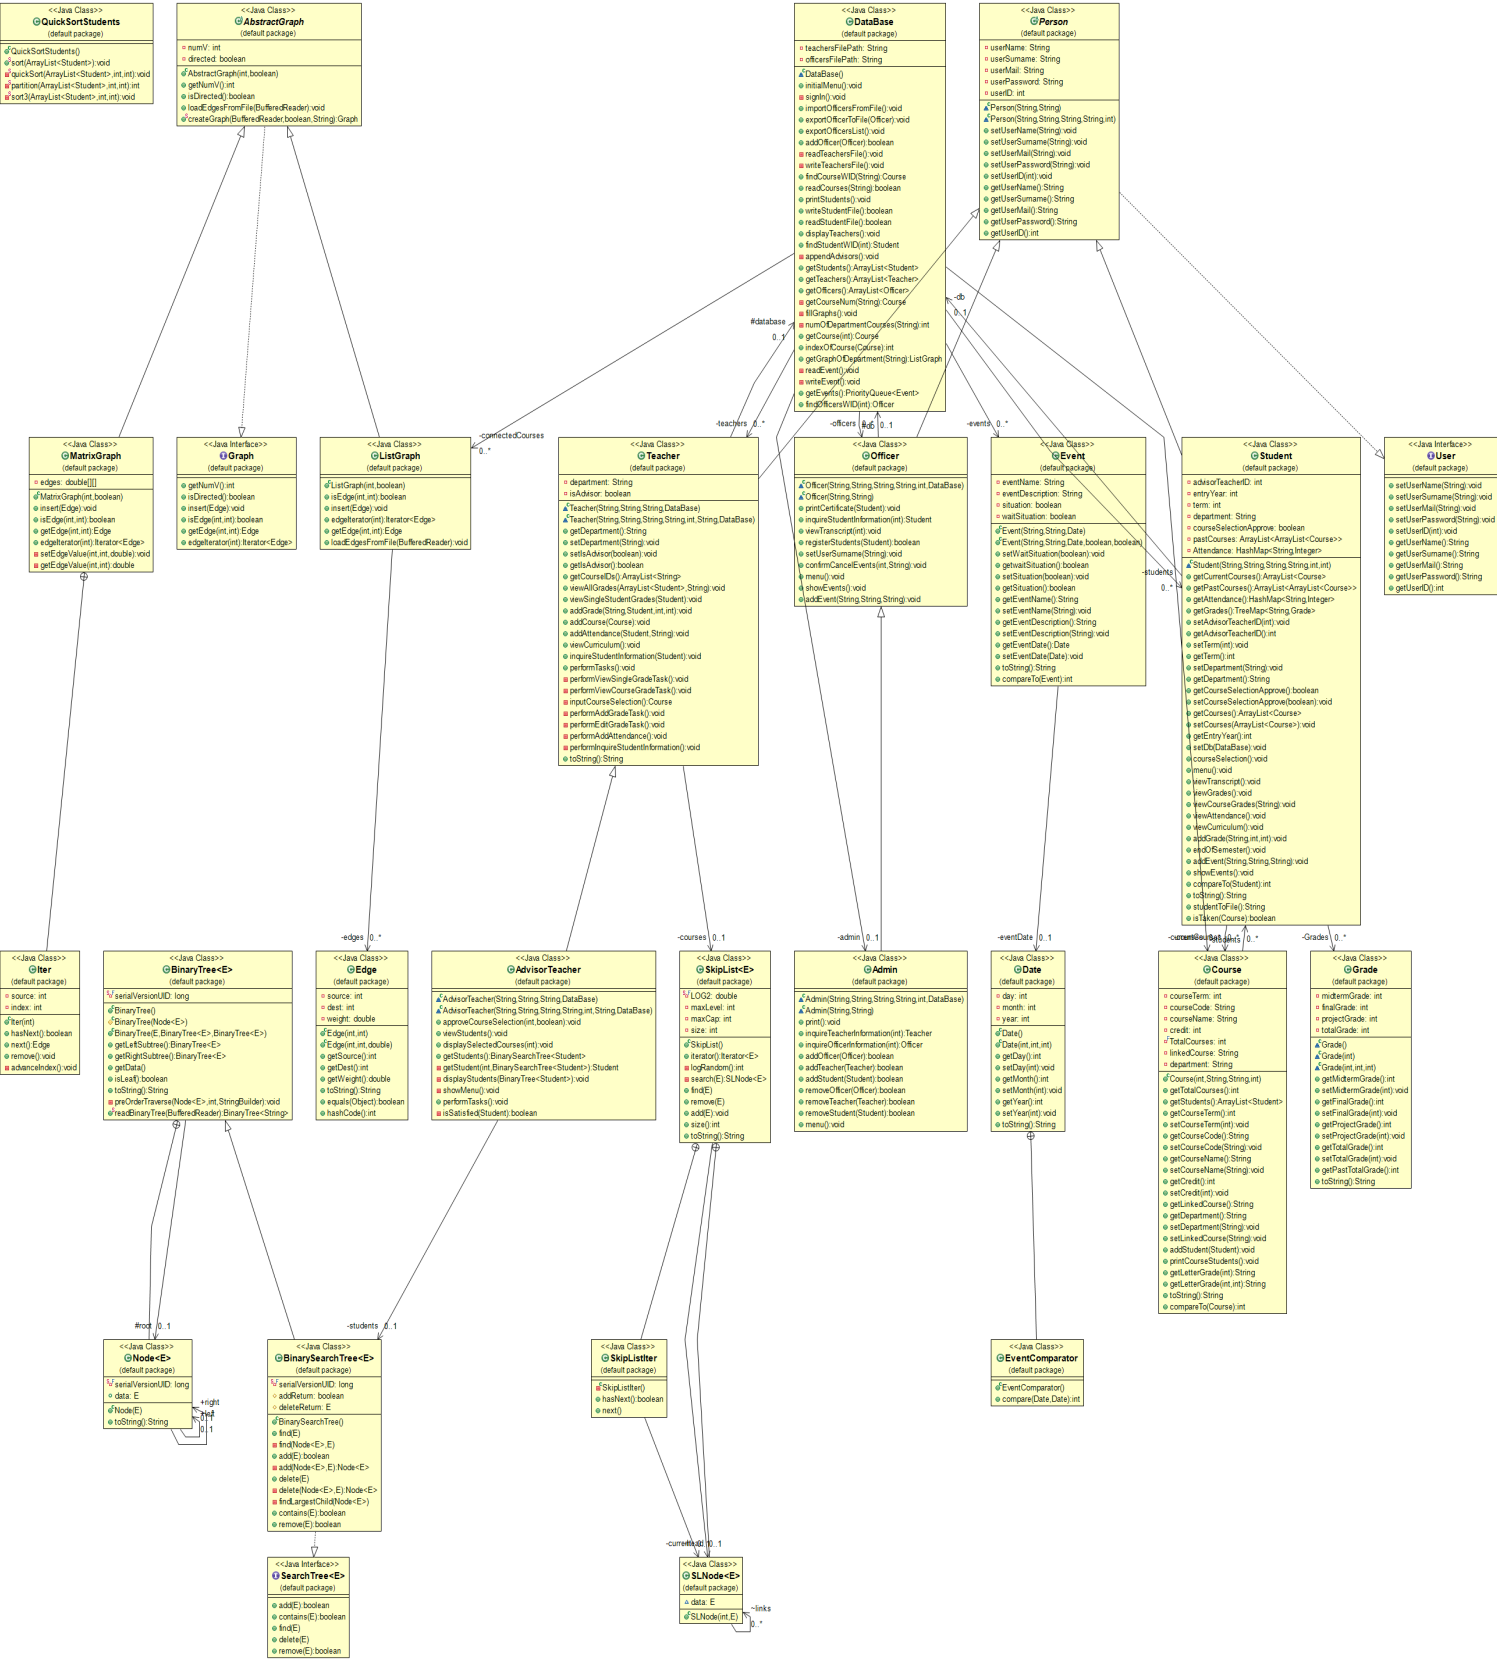 <<Java Class>>
QuickSortStudents
(default package)
QuickSortStudents()
sort(ArrayList<Student>):void
quickSort(ArrayList<Student>,int,int):void
partition(ArrayList<Student>,int,int):int
sort3(ArrayList<Student>,int,int):void
<<Java Class>>
AbstractGraph
(default package)
numV: int
directed: boolean
AbstractGraph(int,boolean)
getNumV():int
isDirected():boolean
loadEdgesFromFile(BufferedReader):void
createGraph(BufferedReader,boolean,String):Graph
<<Java Class>>
DataBase
(default package)
teachersFilePath: String
officersFilePath: String
DataBase()
initialMenu():void
signIn():void
importOfficersFromFile():void
exportOfficerToFile(Officer):void
exportOfficersList():void
addOfficer(Officer):boolean
readTeachersFile():void
writeTeachersFile():void
findCourseWID(String):Course
readCourses(String):boolean
printStudents():void
writeStudentFile():boolean
readStudentFile():boolean
displayTeachers():void
findStudentWID(int):Student
appendAdvisors():void
getStudents():ArrayList<Student>
getTeachers():ArrayList<Teacher>
getOfficers():ArrayList<Officer>
getCourseNum(String):Course
fillGraphs():void
numOfDepartmentCourses(String):int
getCourse(int):Course
indexOfCourse(Course):int
getGraphOfDepartment(String):ListGraph
readEvent():void
writeEvent():void
getEvents():PriorityQueue<Event>
findOfficersWID(int):Officer
<<Java Class>>
Person
(default package)
userName: String
userSurname: String
userMail: String
userPassword: String
userID: int
Person(String,String)
Person(String,String,String,String,int)
setUserName(String):void
setUserSurname(String):void
setUserMail(String):void
setUserPassword(String):void
setUserID(int):void
getUserName():String
getUserSurname():String
getUserMail():String
getUserPassword():String
getUserID():int
#database
0..1
-db
0..1
-connectedCourses
0..*
-teachers 0..*
-officers
#db 0..1
-events 0..*
-students
0..*
<<Java Class>>
MatrixGraph
(default package)
edges: double[][]
MatrixGraph(int,boolean)
insert(Edge):void
isEdge(int,int):boolean
getEdge(int,int):Edge
edgeIterator(int):Iterator<Edge>
setEdgeValue(int,int,double):void
getEdgeValue(int,int):double
<<Java Interface>>
Graph
(default package)
getNumV():int
isDirected():boolean
insert(Edge):void
isEdge(int,int):boolean
getEdge(int,int):Edge
edgeIterator(int):Iterator<Edge>
<<Java Class>>
ListGraph
(default package)
ListGraph(int,boolean)
isEdge(int,int):boolean
insert(Edge):void
edgeIterator(int):Iterator<Edge>
getEdge(int,int):Edge
loadEdgesFromFile(BufferedReader):void
<<Java Class>>
Teacher
(default package)
department: String
isAdvisor: boolean
Teacher(String,String,String,DataBase)
Teacher(String,String,String,String,int,String,DataBase)
getDepartment():String
setDepartment(String):void
setIsAdvisor(boolean):void
getIsAdvisor():boolean
getCourseIDs():ArrayList<String>
viewAllGrades(ArrayList<Student>,String):void
viewSingleStudentGrades(Student):void
addGrade(String,Student,int,int):void
addCourse(Course):void
addAttendance(Student,String):void
viewCurriculum():void
inquireStudentInformation(Student):void
performTasks():void
performViewSingleGradeTask():void
performViewCourseGradeTask():void
inputCourseSelection():Course
performAddGradeTask():void
performEditGradeTask():void
performAddAttendance():void
performInquireStudentInformation():void
toString():String
<<Java Class>>
Officer
(default package)
Officer(String,String,String,String,int,DataBase)
Officer(String,String)
printCertificate(Student):void
inquireStudentInformation(int):Student
viewTranscript(int):void
registerStudents(Student):boolean
setUserSurname(String):void
confirmCancelEvents(int,String):void
menu():void
showEvents():void
addEvent(String,String,String):void
<<Java Class>>
Event
(default package)
eventName: String
eventDescription: String
situation: boolean
waitSituation: boolean
Event(String,String,Date)
Event(String,String,Date,boolean,boolean)
setWaitSituation(boolean):void
getwaitSituation():boolean
setSituation(boolean):void
getSituation():boolean
getEventName():String
setEventName(String):void
getEventDescription():String
setEventDescription(String):void
getEventDate():Date
setEventDate(Date):void
toString():String
compareTo(Event):int
<<Java Class>>
Student
(default package)
advisorTeacherID: int
entryYear: int
term: int
department: String
courseSelectionApprove: boolean
pastCourses: ArrayList<ArrayList<Course>>
Attendance: HashMap<String,Integer>
Student(String,String,String,String,int,int)
getCurrentCourses():ArrayList<Course>
getPastCourses():ArrayList<ArrayList<Course>>
getAttendance():HashMap<String,Integer>
getGrades():TreeMap<String,Grade>
setAdvisorTeacherID(int):void
getAdvisorTeacherID():int
setTerm(int):void
getTerm():int
setDepartment(String):void
getDepartment():String
getCourseSelectionApprove():boolean
setCourseSelectionApprove(boolean):void
getCourses():ArrayList<Course>
setCourses(ArrayList<Course>):void
getEntryYear():int
setDb(DataBase):void
courseSelection():void
menu():void
viewTranscript():void
viewGrades():void
viewCourseGrades(String):void
viewAttendance():void
viewCurriculum():void
addGrade(String,int,int):void
endOfSemester():void
addEvent(String,String,String):void
showEvents():void
compareTo(Student):int
toString():String
studentToFile():String
isTaken(Course):boolean
<<Java Interface>>
User
(default package)
setUserName(String):void
setUserSurname(String):void
setUserMail(String):void
setUserPassword(String):void
setUserID(int):void
getUserName():String
getUserSurname():String
getUserMail():String
getUserPassword():String
getUserID():int
-edges 0..*
-courses 0..1
-admin 0..1
-eventDate 0..1
-students 0..*
-Grades 0..*
<<Java Class>>
Iter
(default package)
source: int
index: int
Iter(int)
hasNext():boolean
next():Edge
remove():void
advanceIndex():void
<<Java Class>>
BinaryTree<E>
(default package)
serialVersionUID: long
BinaryTree()
BinaryTree(Node<E>)
BinaryTree(E,BinaryTree<E>,BinaryTree<E>)
getLeftSubtree():BinaryTree<E>
getRightSubtree():BinaryTree<E>
getData()
isLeaf():boolean
toString():String
preOrderTraverse(Node<E>,int,StringBuilder):void
readBinaryTree(BufferedReader):BinaryTree<String>
<<Java Class>>
Edge
(default package)
source: int
dest: int
weight: double
Edge(int,int)
Edge(int,int,double)
getSource():int
getDest():int
getWeight():double
toString():String
equals(Object):boolean
hashCode():int
<<Java Class>>
AdvisorTeacher
(default package)
AdvisorTeacher(String,String,String,DataBase)
AdvisorTeacher(String,String,String,String,int,String,DataBase)
approveCourseSelection(int,boolean):void
viewStudents():void
displaySelectedCourses(int):void
getStudents():BinarySearchTree<Student>
getStudent(int,BinarySearchTree<Student>):Student
displayStudents(BinaryTree<Student>):void
showMenu():void
performTasks():void
isSatisfied(Student):boolean
<<Java Class>>
SkipList<E>
(default package)
LOG2: double
maxLevel: int
maxCap: int
size: int
SkipList()
iterator():Iterator<E>
logRandom():int
search(E):SLNode<E>
find(E)
remove(E)
add(E):void
size():int
toString():String
<<Java Class>>
Admin
(default package)
Admin(String,String,String,String,int,DataBase)
Admin(String,String)
print():void
inquireTeacherInformation(int):Teacher
inquireOfficerInformation(int):Officer
addOfficer(Officer):boolean
addTeacher(Teacher):boolean
addStudent(Student):boolean
removeOfficer(Officer):boolean
removeTeacher(Teacher):boolean
removeStudent(Student):boolean
menu():void
<<Java Class>>
Date
(default package)
day: int
month: int
year: int
Date()
Date(int,int,int)
getDay():int
setDay(int):void
getMonth():int
setMonth(int):void
getYear():int
setYear(int):void
toString():String
<<Java Class>>
Course
(default package)
courseTerm: int
courseCode: String
courseName: String
credit: int
TotalCourses: int
linkedCourse: String
department: String
Course(int,String,String,int)
getTotalCourses():int
getStudents():ArrayList<Student>
getCourseTerm():int
setCourseTerm(int):void
getCourseCode():String
setCourseCode(String):void
getCourseName():String
setCourseName(String):void
getCredit():int
setCredit(int):void
getLinkedCourse():String
getDepartment():String
setDepartment(String):void
setLinkedCourse(String):void
addStudent(Student):void
printCourseStudents():void
getLetterGrade(int):String
getLetterGrade(int,int):String
toString():String
compareTo(Course):int
<<Java Class>>
Grade
(default package)
midtermGrade: int
finalGrade: int
projectGrade: int
totalGrade: int
Grade()
Grade(int)
Grade(int,int,int)
getMidtermGrade():int
setMidtermGrade(int):void
getFinalGrade():int
setFinalGrade(int):void
getProjectGrade():int
setProjectGrade(int):void
getTotalGrade():int
setTotalGrade(int):void
getPastTotalGrade():int
toString():String
#root 0..1
-students 0..1
<<Java Class>>
Node<E>
(default package)
serialVersionUID: long
data: E
Node(E)
toString():String
+right
0..1
<<Java Class>>
BinarySearchTree<E>
(default package)
serialVersionUID: long
addReturn: boolean
deleteReturn: E
BinarySearchTree()
find(E)
find(Node<E>,E)
add(E):boolean
add(Node<E>,E):Node<E>
delete(E)
delete(Node<E>,E):Node<E>
findLargestChild(Node<E>)
contains(E):boolean
remove(E):boolean
<<Java Class>>
SkipListIter
(default package)
SkipListIter()
hasNext():boolean
next()
<<Java Class>>
EventComparator
(default package)
EventComparator()
compare(Date,Date):int
0..1
<<Java Interface>>
SearchTree<E>
(default package)
add(E):boolean
contains(E):boolean
find(E)
delete(E)
remove(E):boolean
<<Java Class>>
SLNode<E>
(default package)
data: E
SLNode(int,E)
~links
0..*